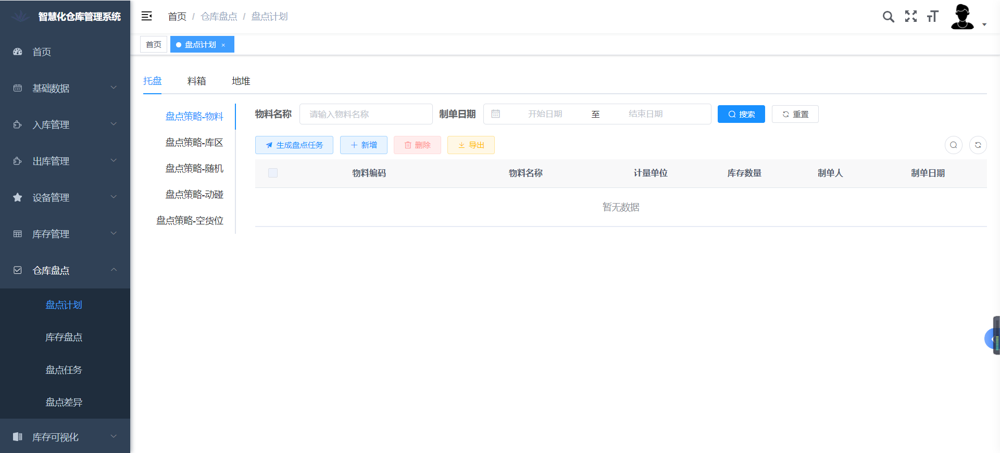 智慧化仓库管理系统
首页
基础数据
入库管理
出库管理
设备管理
库存管理
仓库盘点
盘点计划
库存盘点
盘点任务
盘点差异
库存可视化
首页 / 仓库盘点 / 盘点计划
首页 盘点计划 ×
托盘 料箱 地堆
盘点策略-物料
盘点策略-库区
盘点策略-随机
盘点策略-动碰
盘点策略-空货位
物料名称 请输入物料名称 制单日期 开始日期 至 结束日期 搜索 重置
生成盘点任务 新增 删除 导出
物料编码 物料名称 计量单位 库存数量 制单人 制单日期
暂无数据